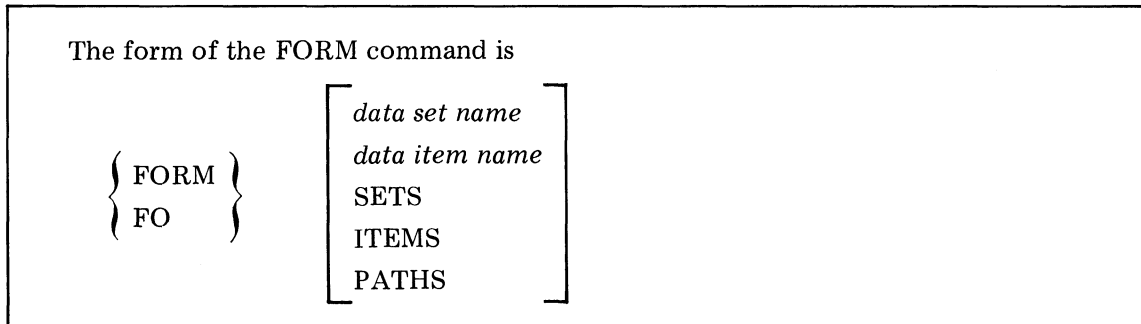 The form of the FORM command is
data set name
data item name
FORM
SETS
FO
ITEMS
PATHS